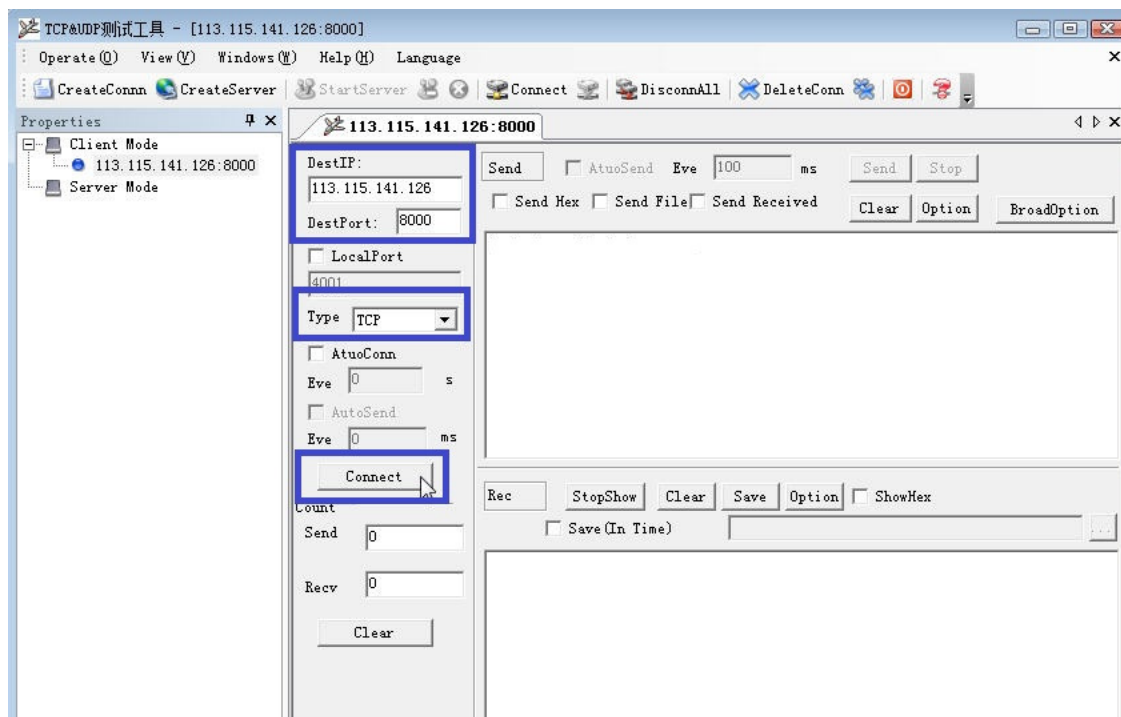 TCP&UDP测试工具 - [113.115.141.126:8000]
Operate(O) View(V) Windows(W) Help(H) Language
CreateConnn CreateServer StartServer Connect DisconnAll DeleteConn
Properties
113.115.141.126:8000
Client Mode
113.115.141.126:8000
Server Mode
DestIP:
113.115.141.126
DestPort: 8000
LocalPort
4001
Type TCP
AtuoConn
Eve 0 s
AutoSend
Eve 0 ms
Connect
Count
Send 0
Recv 0
Clear
Send AtuoSend Eve 100 ms Send Stop
Send Hex Send File Send Received Clear Option BroadOption
Rec StopShow Clear Save Option ShowHex
Save(In Time) ...